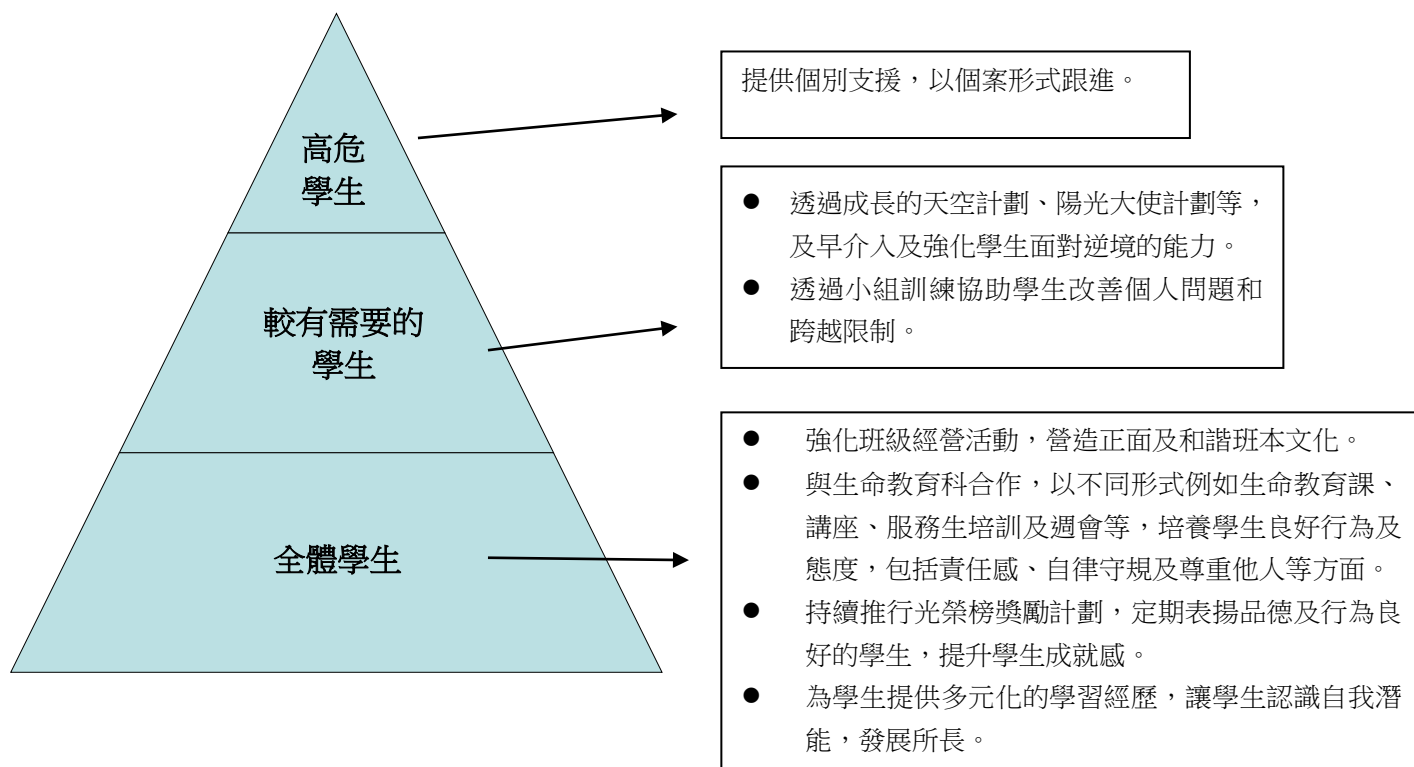 高危
學生
提供個別支援，以個案形式跟進。
較有需要的
學生
● 透過成長的天空計劃、陽光大使計劃等，
及早介入及強化學生面對逆境的能力。
● 透過小組訓練協助學生改善個人問題和
跨越限制。
全體學生
● 強化班級經營活動，營造正面及和諧班本文化。
● 與生命教育科合作，以不同形式例如生命教育課、
講座、服務生培訓及週會等，培養學生良好行為及
態度，包括責任感、自律守規及尊重他人等方面。
● 持續推行光榮榜獎勵計劃，定期表揚品德及行為良
好的學生，提升學生成就感。
● 為學生提供多元化的學習經歷，讓學生認識自我潛
能，發展所長。